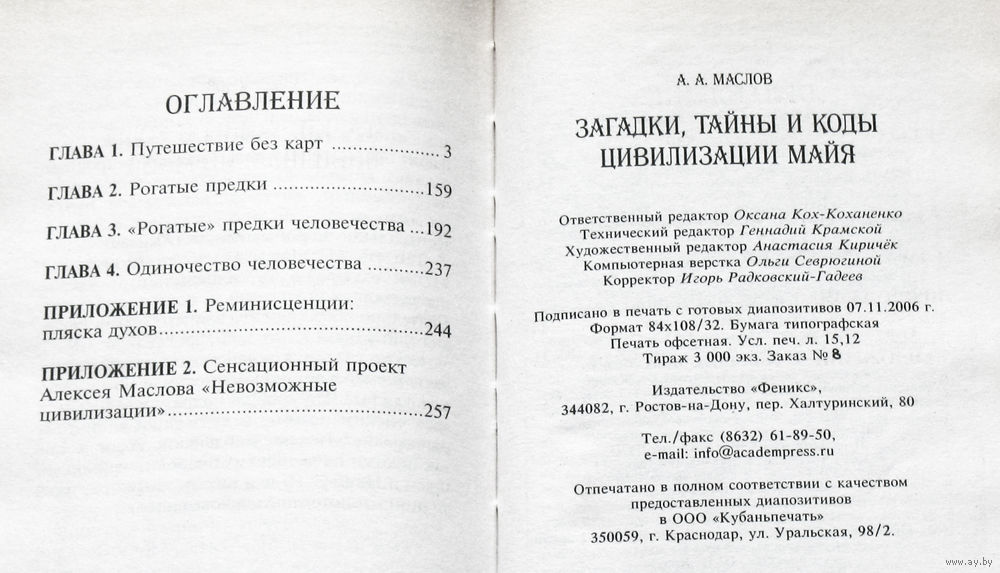 ОГЛАВЛЕНИЕ
ГЛАВА 1. Путешествие без карт ....................3
ГЛАВА 2. Рогатые предки ............................159
ГЛАВА 3. «Рогатые» предки человечества ...192
ГЛАВА 4. Одиночество человечества ..........237
ПРИЛОЖЕНИЕ 1. Реминисценции:
пляска духов................................................244
ПРИЛОЖЕНИЕ 2. Сенсационный проект
Алексея Маслова «Невозможные
цивилизации»..............................................257
А. А. МАСЛОВ
ЗАГАДКИ, ТАЙНЫ И КОДЫ
ЦИВИЛИЗАЦИИ МАЙЯ
Ответственный редактор Оксана Кох-Коханенко
Технический редактор Геннадий Крамской
Художественный редактор Анастасия Киричёк
Компьютерная верстка Ольги Севрюгиной
Корректор Игорь Радковский-Гадеев
Подписано в печать с готовых диапозитивов 07.11.2006 г.
Формат 84х108/32. Бумага типографская
Печать офсетная. Усл. печ. л. 15,12
Тираж 3 000 экз. Заказ № 8
Издательство «Феникс»,
344082, г. Ростов-на-Дону, пер. Халтуринский, 80
Тел./факс (8632) 61-89-50,
e-mail: info@academpress.ru
Отпечатано в полном соответствии с качеством
предоставленных диапозитивов
в ООО «Кубаньпечать»
350059, г. Краснодар, ул. Уральская, 98/2.
www.ay.by